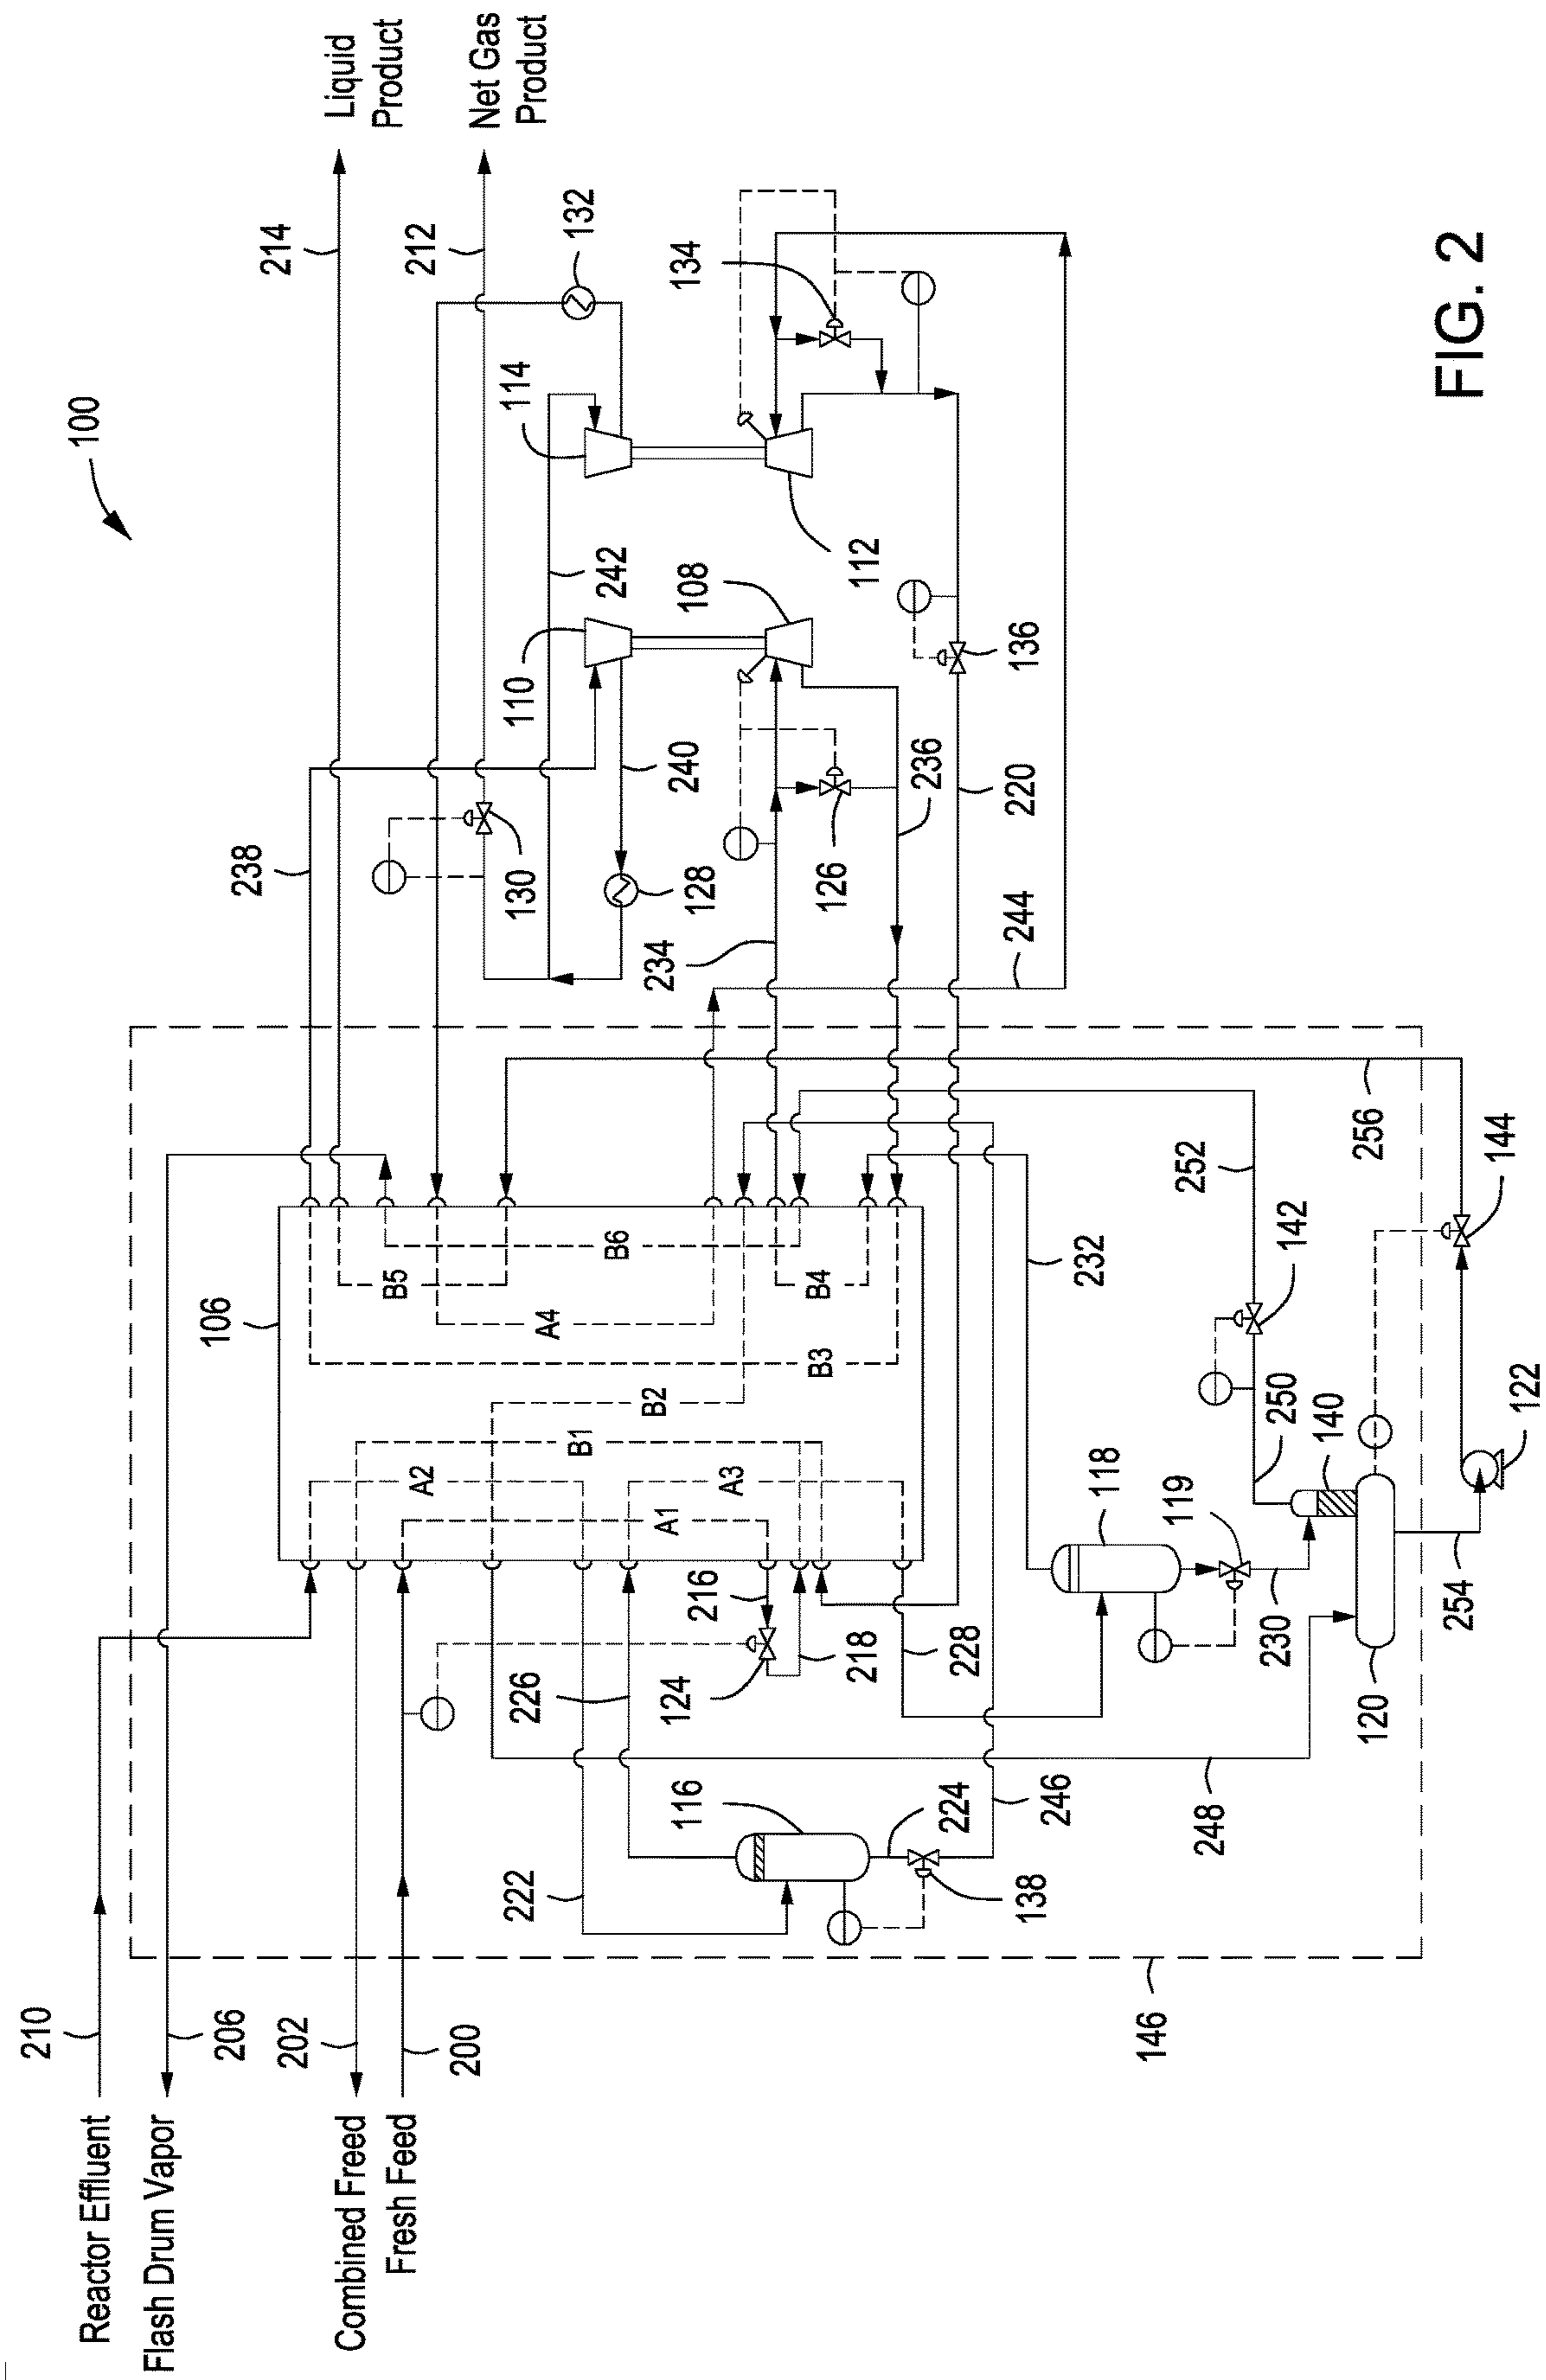 100
Liquid
Product
Net Gas
Product
214
212
132
134
114
242
110
108
112
238
130
240
128
126
236
136
220
234
244
106
B5
B6
A4
B4
B3
B2
B1
A2
A3
A1
256
252
144
142
232
250
140
122
118
119
254
230
120
216
218
228
124
226
222
116
224
138
246
248
146
210
206
202
200
Reactor Effluent
Flash Drum Vapor
Combined Freed
Fresh Feed
FIG. 2